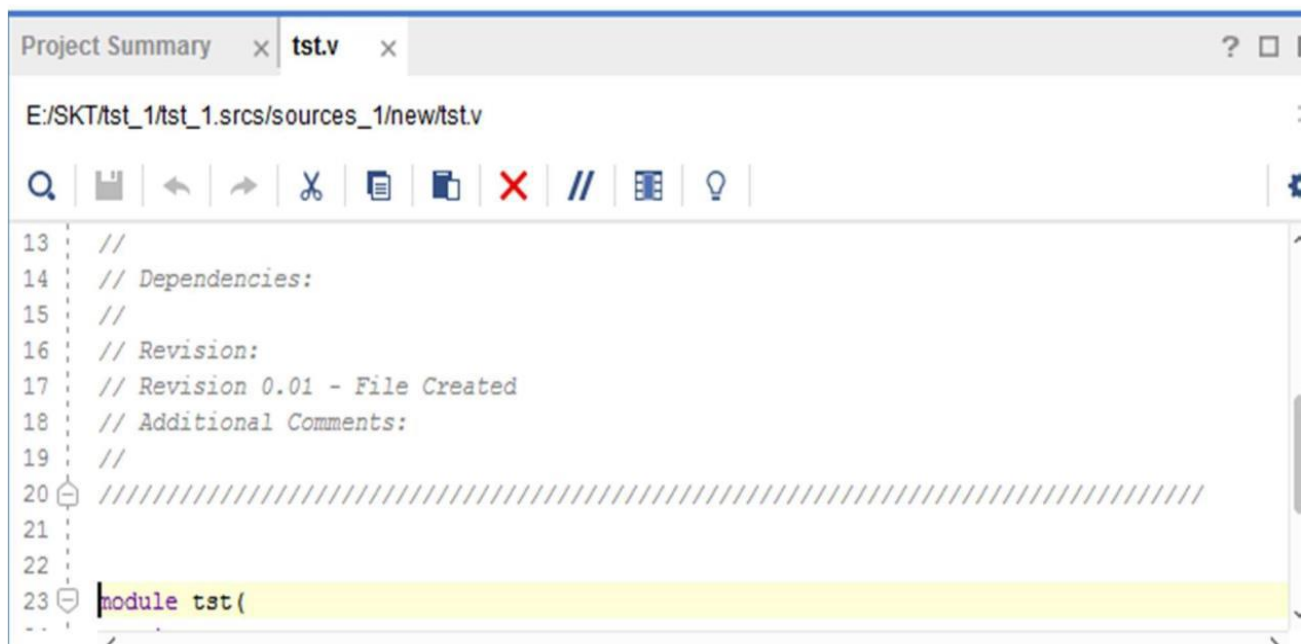 Project Summary × tst.v ×
?
E:/SKT/tst_1/tst_1.srcs/sources_1/new/tst.v
//
13 //
14 // Dependencies:
15 //
16 // Revision:
17 // Revision 0.01 - File Created
18 // Additional Comments:
19 //
20 //////////////////////////////////////////////////////////////////////////////////
21
22
23 module tst(